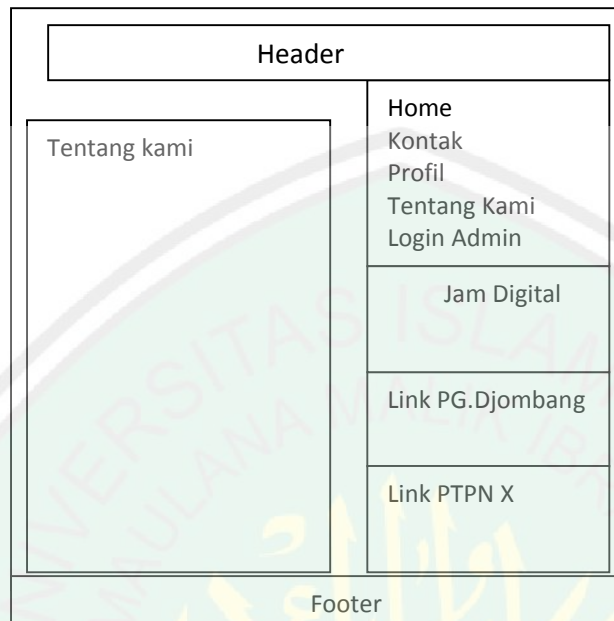 Header
Tentang kami
Home
Kontak
Profil
Tentang Kami
Login Admin
Jam Digital
Link PG.Djombang
Link PTPN X
Footer